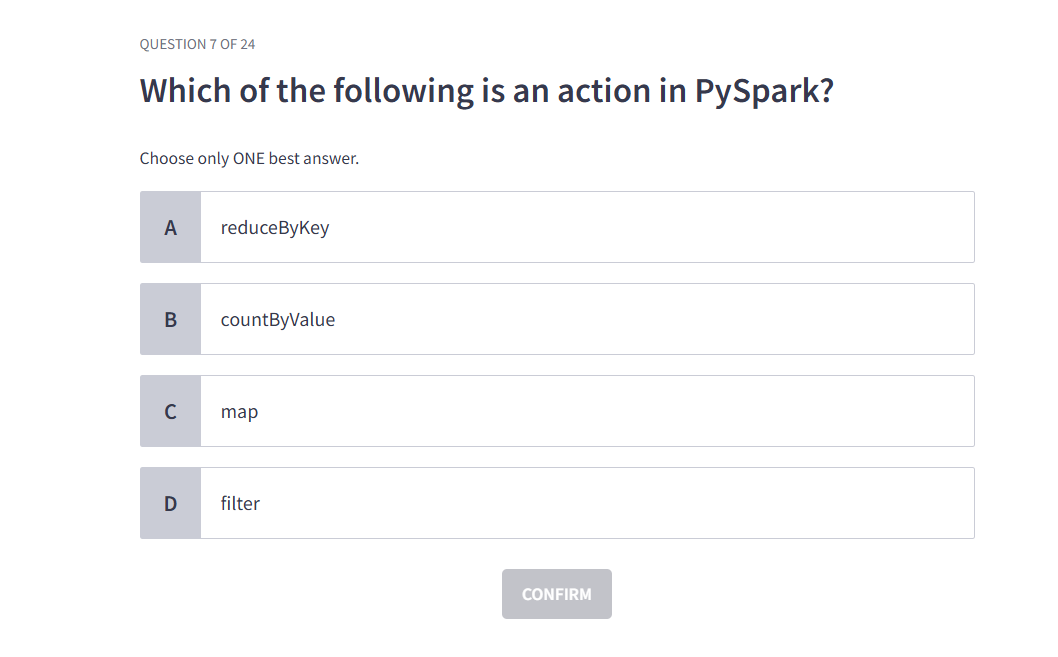 QUESTION 7 OF 24
Which of the following is an action in PySpark?
Choose only ONE best answer.
A reduceByKey
B countByValue
C map
D filter
CONFIRM